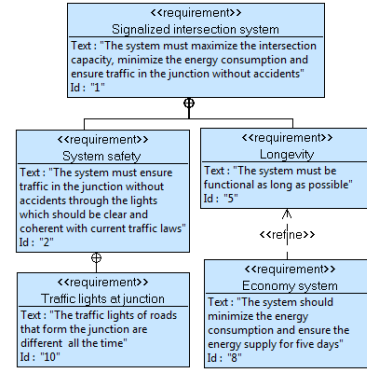 <<requirement>>
Signalized intersection system
Text : "The system must maximize the intersection
capacity, minimize the energy consumption and
ensure traffic in the junction without accidents"
Id : "1"
<<requirement>>
System safety
Text : "The system must ensure
traffic in the junction without
accidents through the lights
which should be clear and
coherent with current traffic laws"
Id : "2"
<<requirement>>
Longevity
Text : "The system must be
functional as long as possible"
Id : "5"
<<refine>>
<<requirement>>
Traffic lights at junction
Text : "The traffic lights of roads
that form the junction are
different all the time"
Id : "10"
<<requirement>>
Economy system
Text : "The system should
minimize the energy
consumption and ensure the
energy supply for five days"
Id : "8"